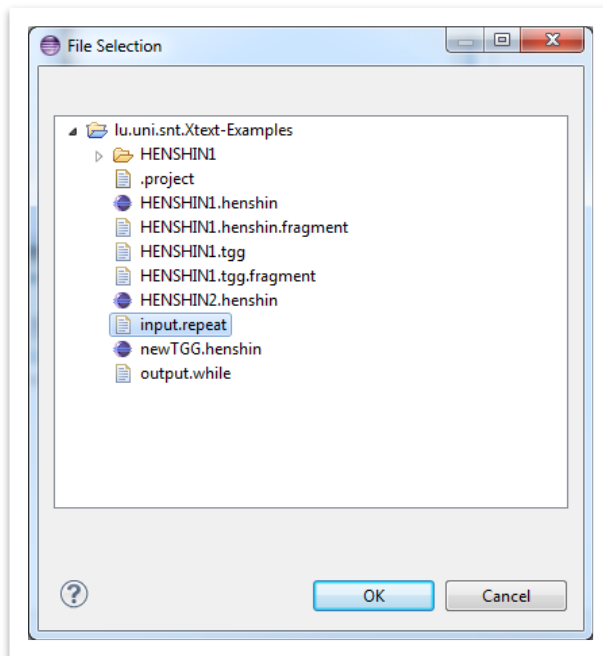 File Selection
lu.uni.snt.Xtext-Examples
HENSHIN1
.project
HENSHIN1.henshin
HENSHIN1.henshin.fragment
HENSHIN1.tgg
HENSHIN1.tgg.fragment
HENSHIN2.henshin
input.repeat
newTGG.henshin
output.while
OK Cancel